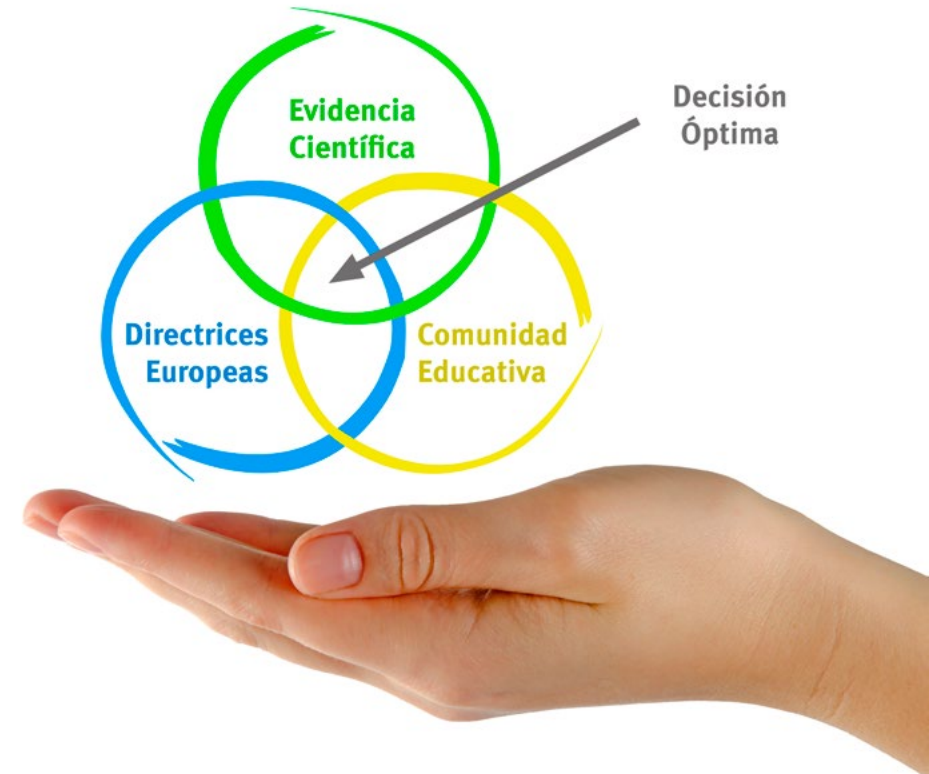 Evidencia
Científica
Decisión
Óptima
Directrices
Europeas
Comunidad
Educativa